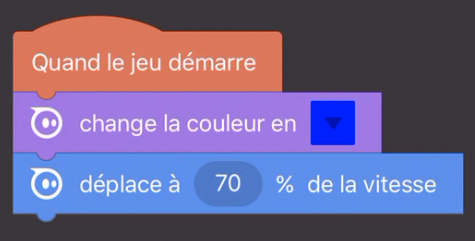 Quand le jeu démarre
change la couleur en
déplace à 70 % de la vitesse